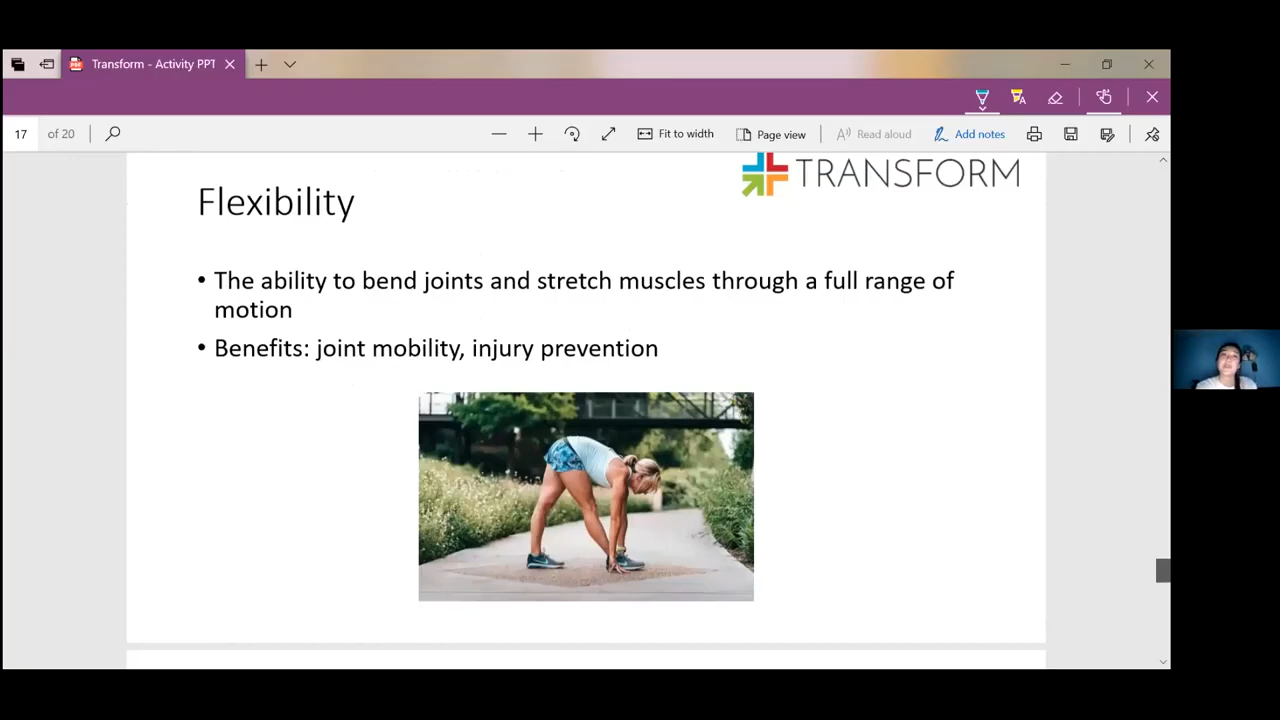 Transform - Activity PPT
17 of 20
Fit to width
Page view
Read aloud
Add notes
TRANSFORM
Flexibility
• The ability to bend joints and stretch muscles through a full range of
motion
• Benefits: joint mobility, injury prevention